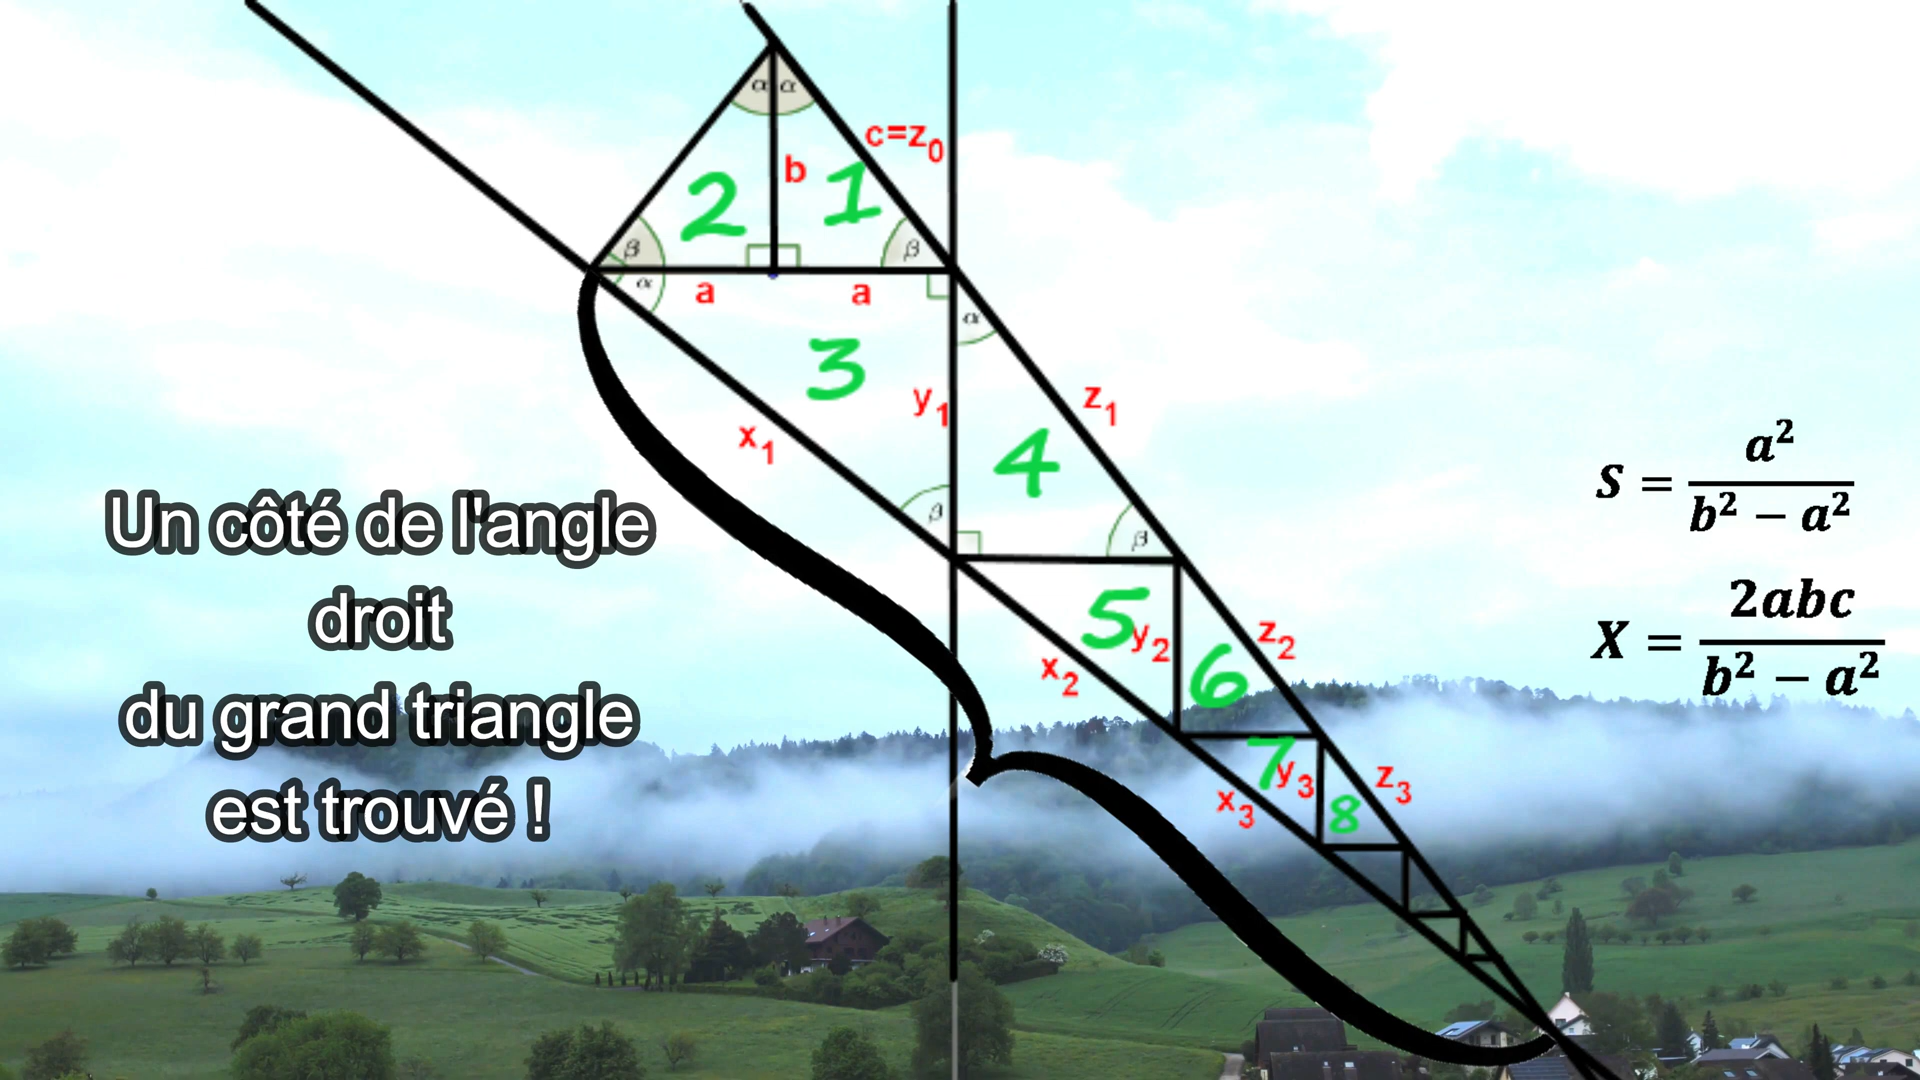 α α
c=z₀
b
2 1
β β
α
a a
α
3
y₁
z₁
x₁
4
β
β
5
y₂
z₂
x₂
6
7
y₃
z₃
x₃
8
Un côté de l'angle
droit
du grand triangle
est trouvé !
S = a² / (b² − a²)
X = 2abc / (b² − a²)